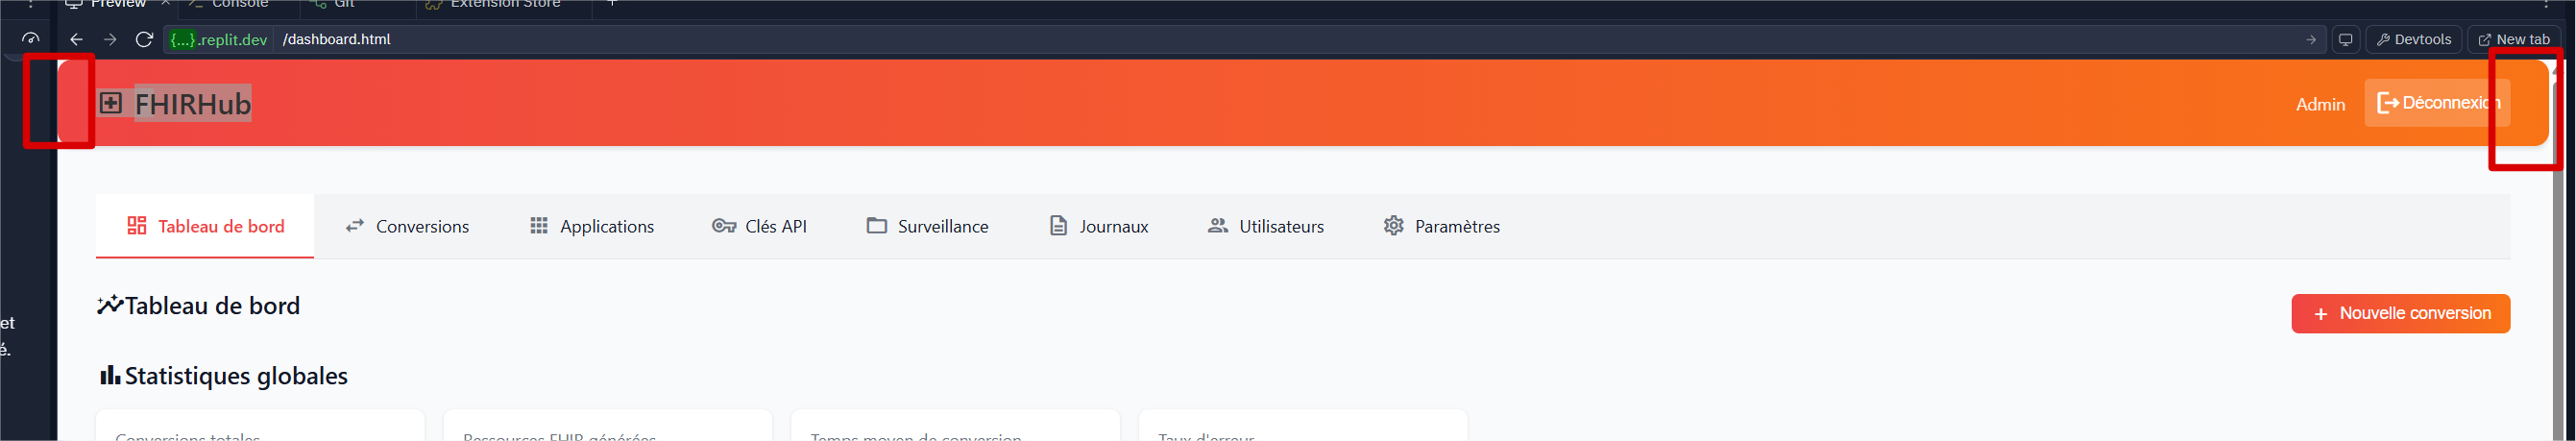 Preview Console Git Extension Store
{...}.replit.dev /dashboard.html Devtools New tab
FHIRHub Admin Déconnexion
Tableau de bord Conversions Applications Clés API Surveillance Journaux Utilisateurs Paramètres
Tableau de bord Nouvelle conversion
et
é.
Statistiques globales
Conversions totales Ressources FHIR générées Temps moyen de conversion Taux d'erreur